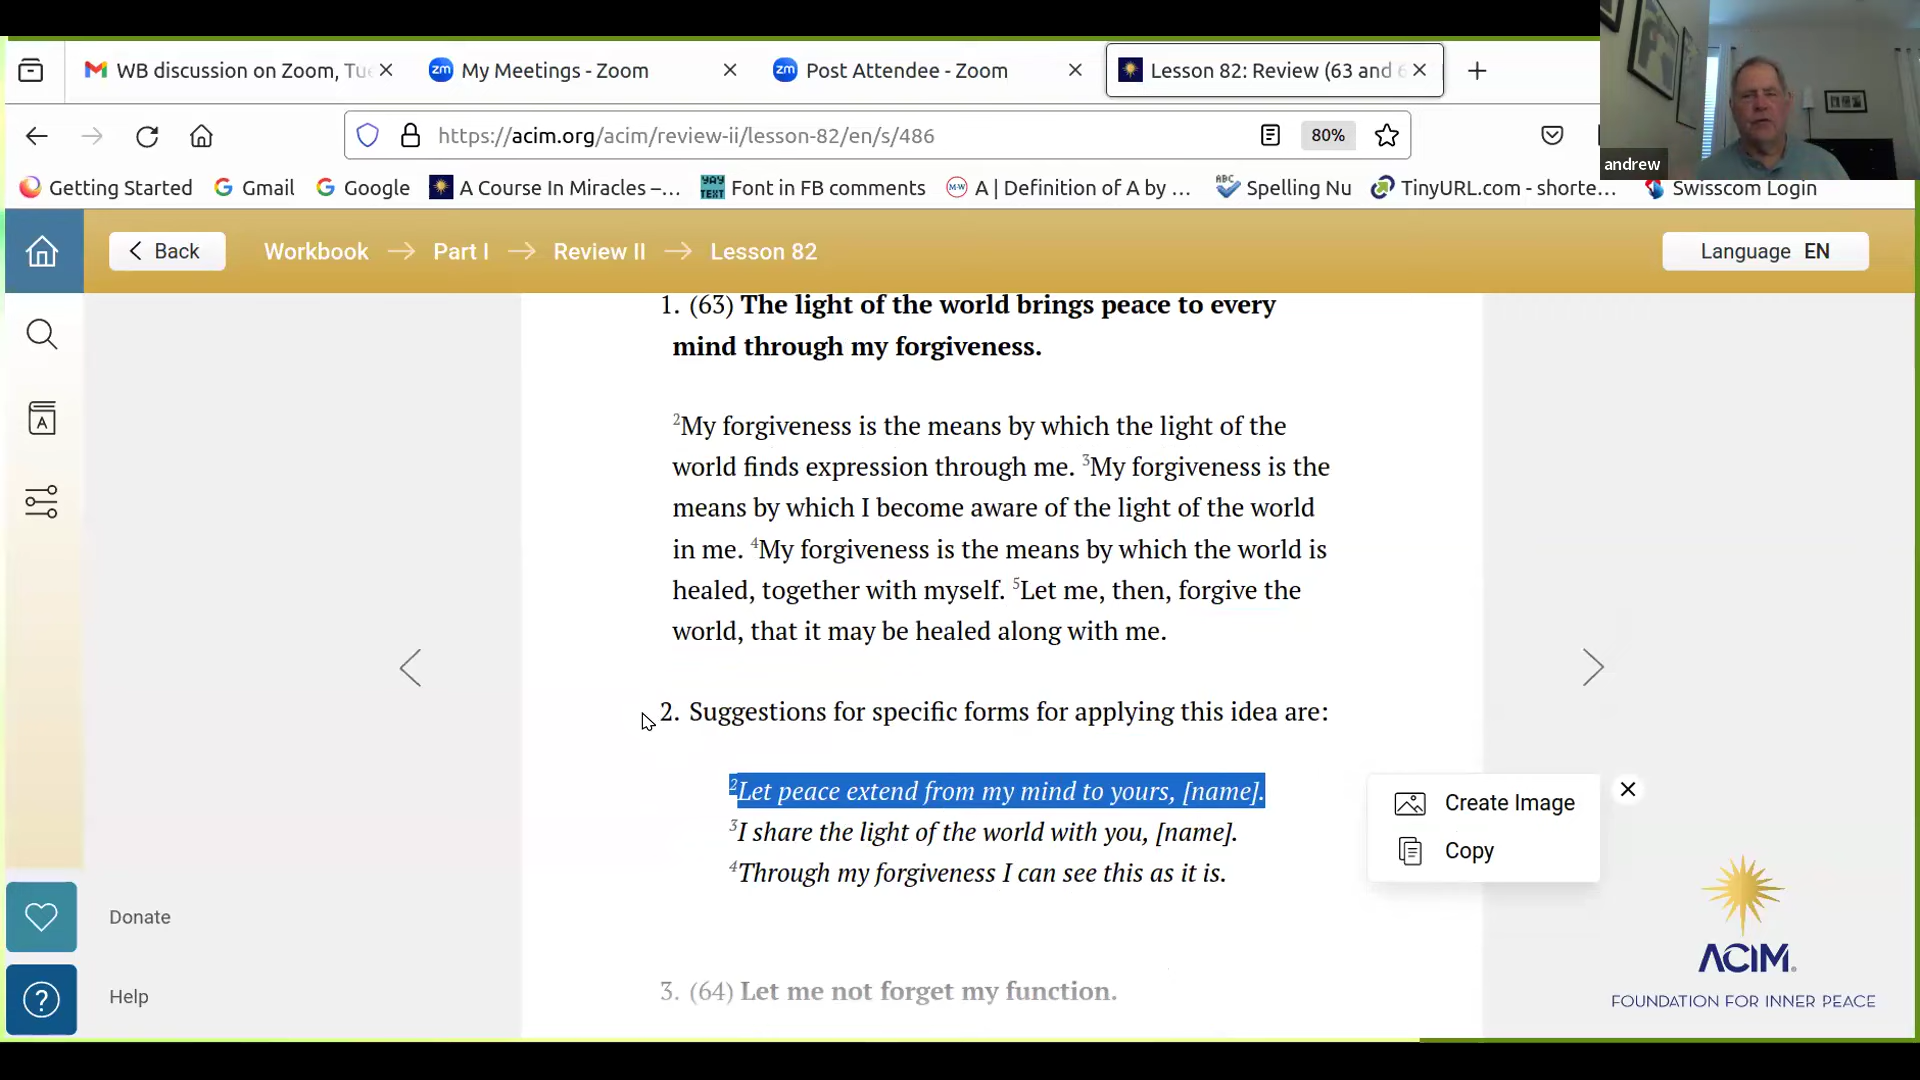 WB discussion on Zoom, Tue
My Meetings - Zoom
Post Attendee - Zoom
Lesson 82: Review (63 and 6
https://acim.org/acim/review-ii/lesson-82/en/s/486
80%
andrew
Getting Started
Gmail
Google
A Course In Miracles –...
YAY TEXT
Font in FB comments
M-W
A | Definition of A by ...
ABC
Spelling Nu
TinyURL.com - shorte...
Swisscom Login
Back
Workbook
Part I
Review II
Lesson 82
Language EN
1. (63) The light of the world brings peace to every
mind through my forgiveness.
2My forgiveness is the means by which the light of the
world finds expression through me. 3My forgiveness is the
means by which I become aware of the light of the world
in me. 4My forgiveness is the means by which the world is
healed, together with myself. 5Let me, then, forgive the
world, that it may be healed along with me.
2. Suggestions for specific forms for applying this idea are:
2Let peace extend from my mind to yours, [name].
3I share the light of the world with you, [name].
4Through my forgiveness I can see this as it is.
Create Image
Copy
3. (64) Let me not forget my function.
Donate
Help
ACIM®
FOUNDATION FOR INNER PEACE